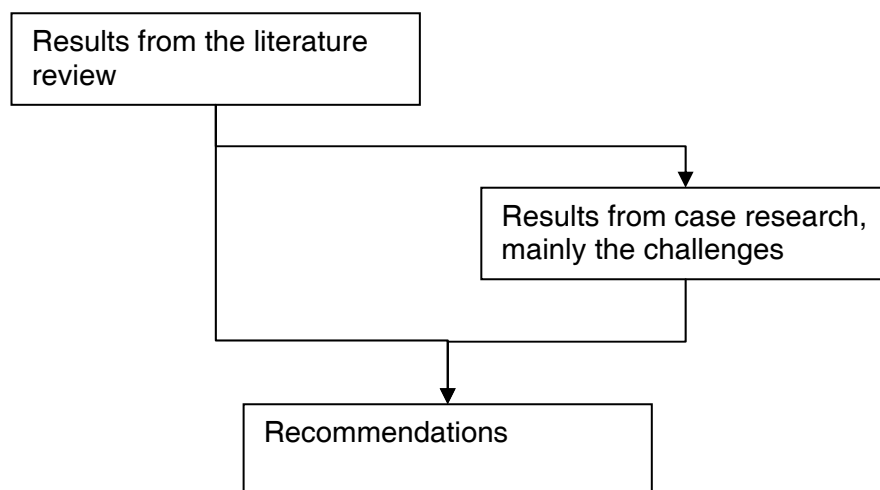 Results from the literature
review
Results from case research,
mainly the challenges
Recommendations